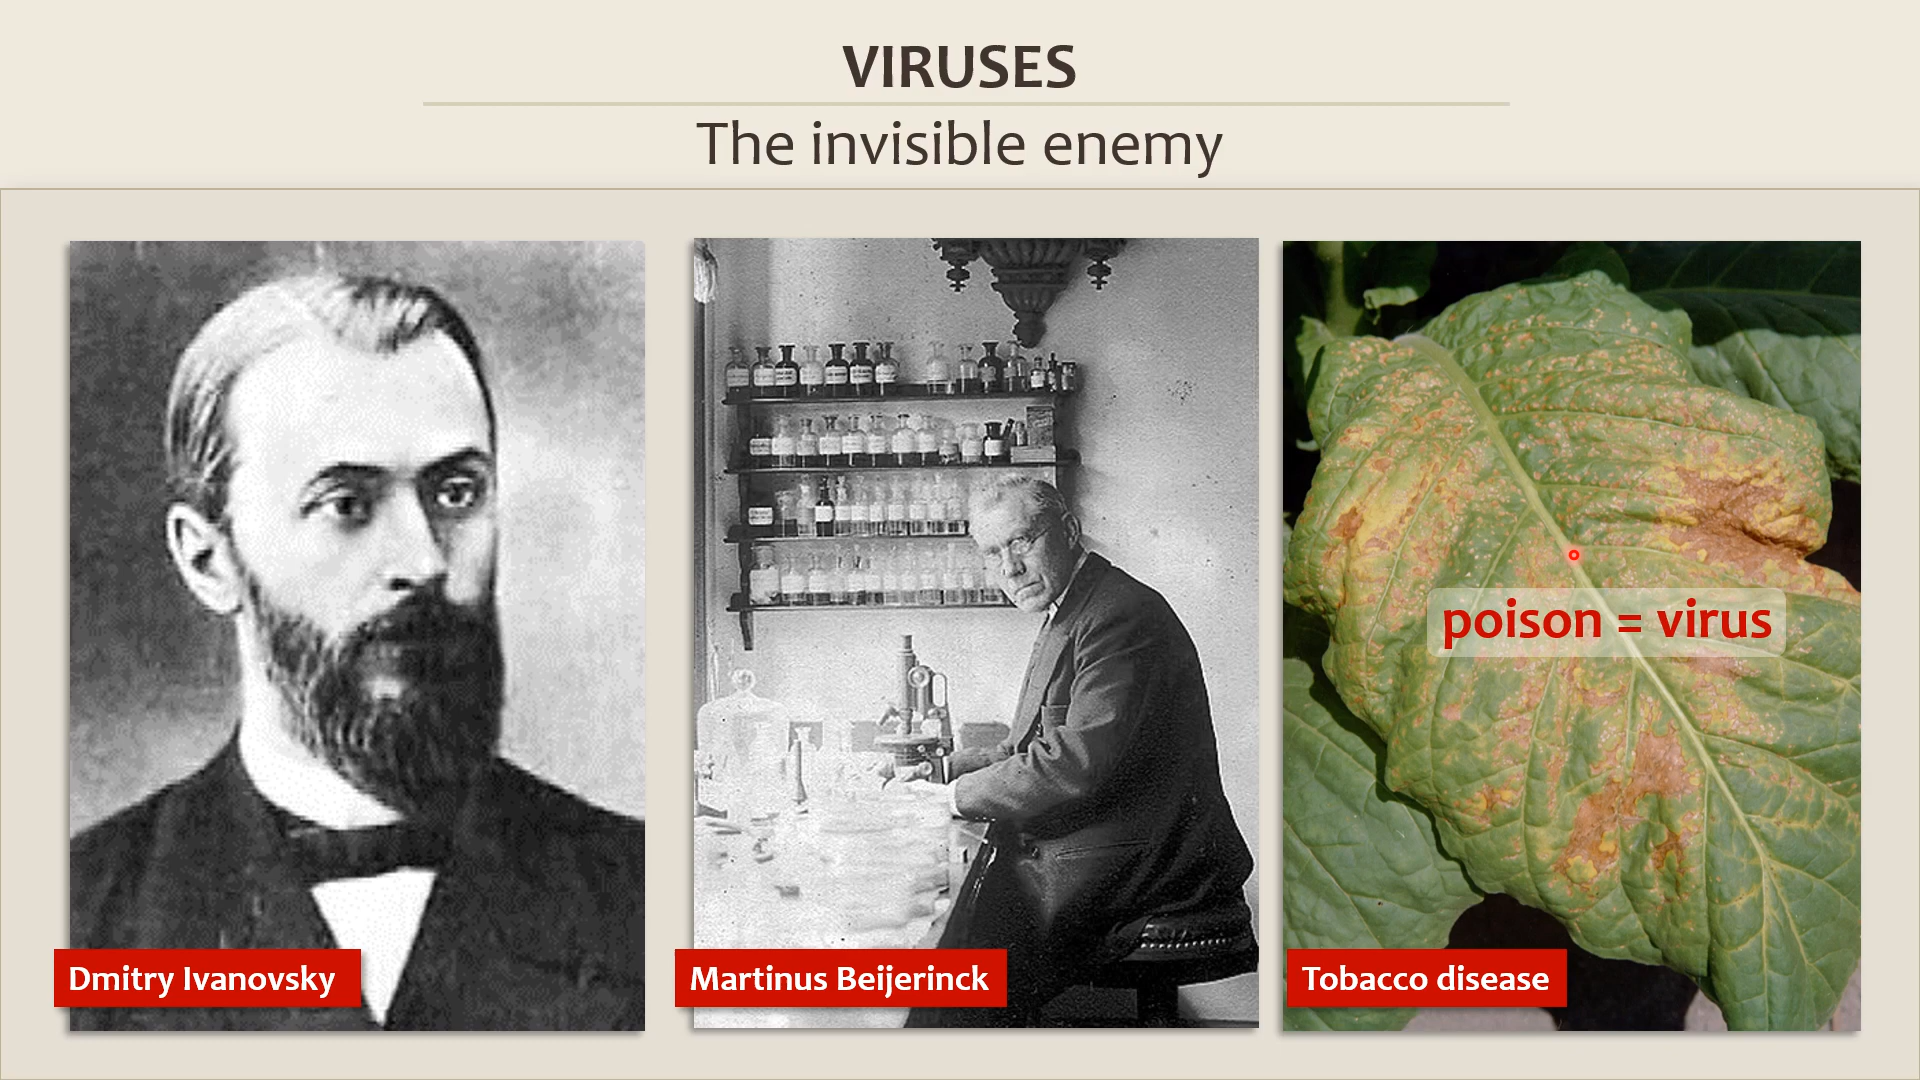 VIRUSES
The invisible enemy
poison = virus
Dmitry Ivanovsky
Martinus Beijerinck
Tobacco disease